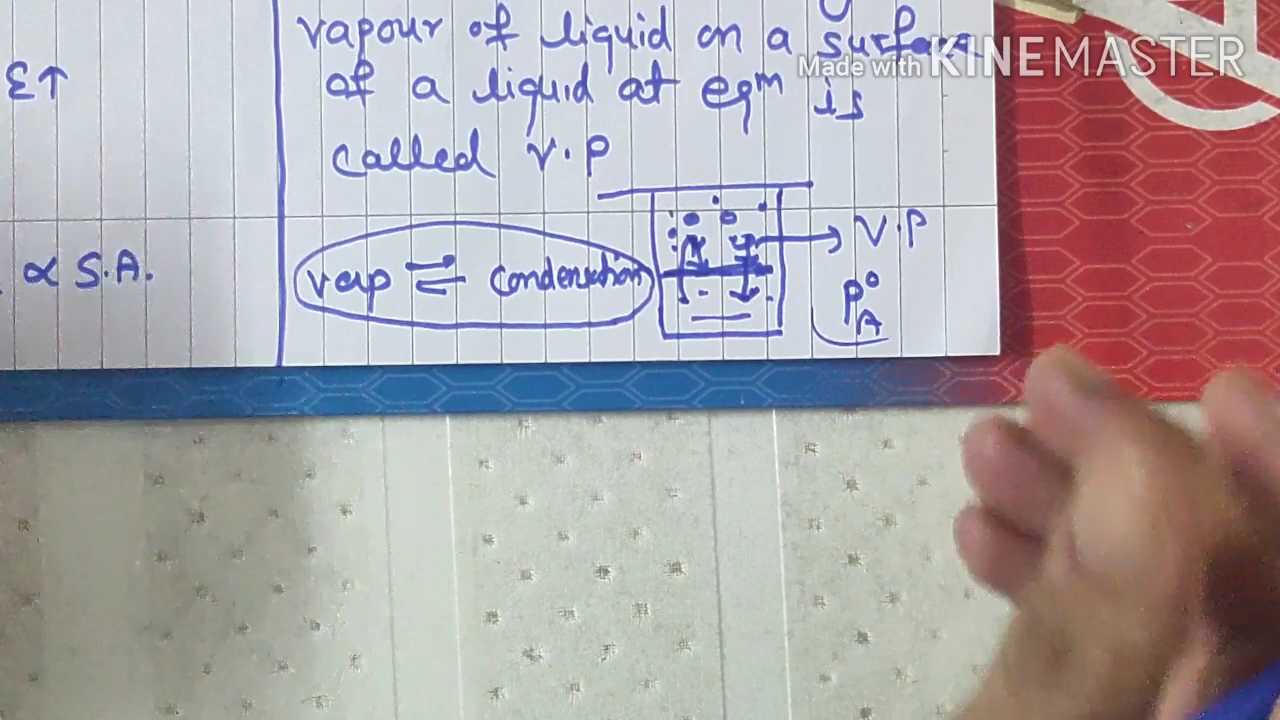 vapour of liquid on a surface
Made with KINEMASTER
of a liquid at eqm is
called V.P
ε↑
∝ S.A.
vap ⇌ condensation
→ V.P
P°A